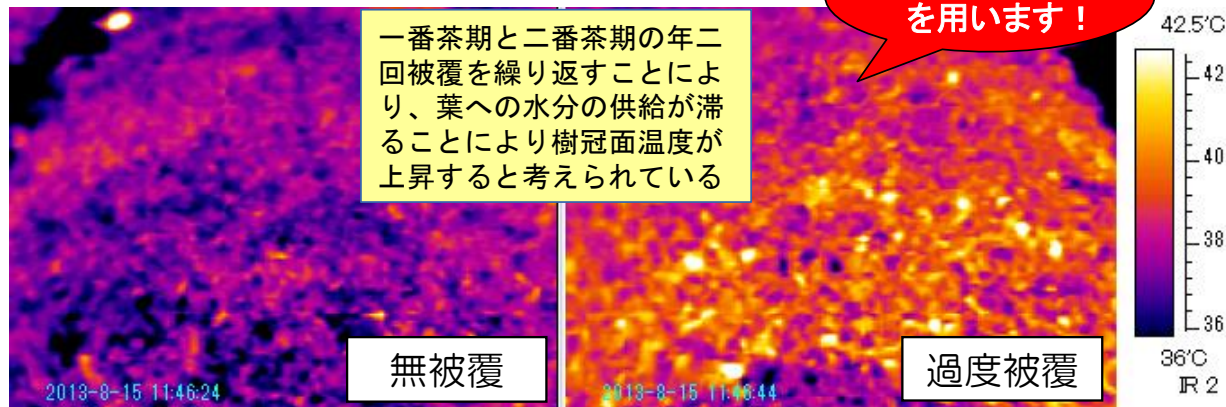 を用います！
一番茶期と二番茶期の年二
回被覆を繰り返すことによ
り、葉への水分の供給が滞
ることにより樹冠面温度が
上昇すると考えられている
42.5℃
42
40
38
36
36℃
IR 2
無被覆
過度被覆
2013-8-15 11:46:24
2013-8-15 11:46:44